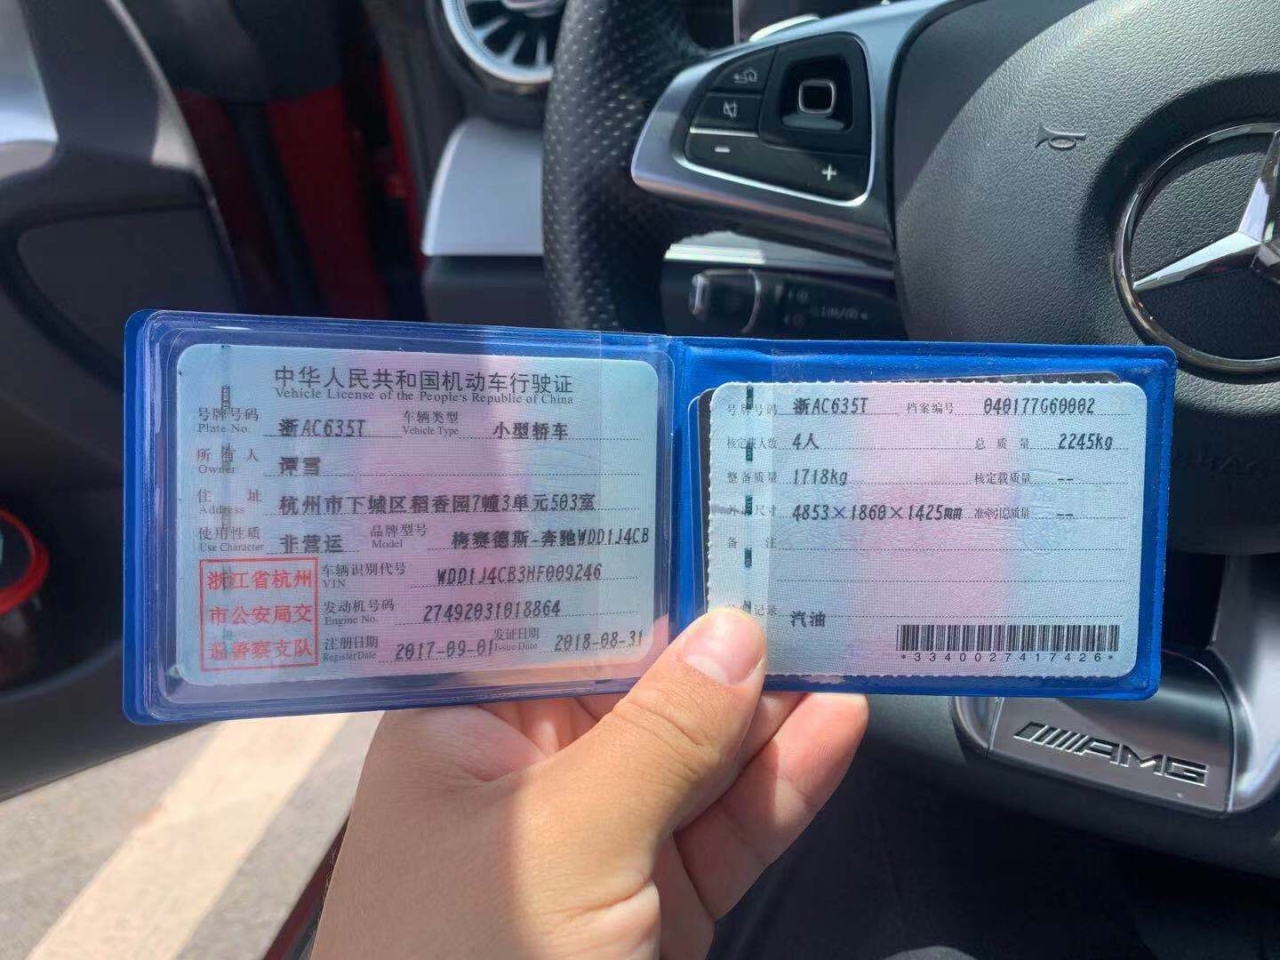 中华人民共和国机动车行驶证
Vehicle License of the People's Republic of China
号牌号码 浙AC635T 车辆类型 小型轿车
Plate No. Vehicle Type
所有人 谭雪
Owner
住址 杭州市下城区稻香园7幢3单元503室
Address
使用性质 非营运 品牌型号 梅赛德斯-奔驰WDD1J4CB
Use Character Model
浙江省杭州
市公安局交
通警察支队
车辆识别代号 WDD1J4CB3HF009246
VIN
发动机号码 27492031018864
Engine No.
注册日期 2017-09-01 发证日期 2018-08-31
Register Date Issue Date
号牌号码 浙AC635T 档案编号 040177G60002
核定载人数 4人 总质量 2245kg
整备质量 1718kg 核定载质量 --
外廓尺寸 4853×1860×1425mm 准牵引总质量 --
备注
记录 汽油
*3340027417426*
AMG